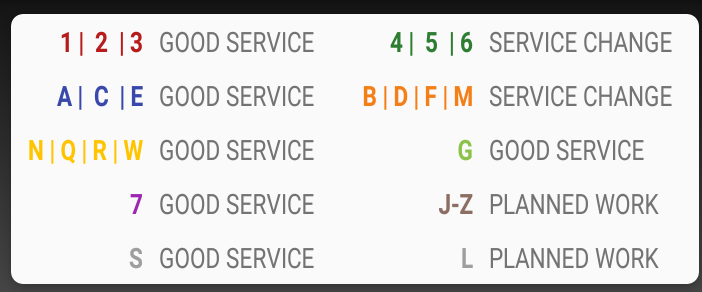 1 | 2 | 3 GOOD SERVICE 4 | 5 | 6 SERVICE CHANGE
A | C | E GOOD SERVICE B | D | F | M SERVICE CHANGE
N | Q | R | W GOOD SERVICE G GOOD SERVICE
7 GOOD SERVICE J-Z PLANNED WORK
S GOOD SERVICE L PLANNED WORK